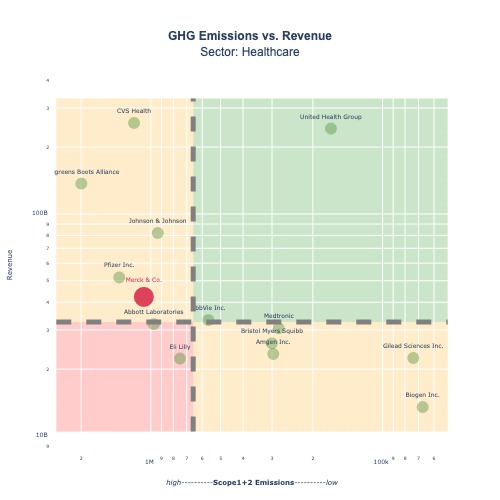 GHG Emissions vs. Revenue
Sector: Healthcare
4
3
CVS Health
United Health Group
2
greens Boots Alliance
100B
9
Johnson & Johnson
8
7
Pfizer Inc.
6
5
Merck & Co.
4
Abbott Laboratories
bbVie Inc.
Medtronic
3
Bristol Myers Squibb
Amgen Inc.
Eli Lilly
Gilead Sciences Inc.
2
Biogen Inc.
10B
9
Revenue
2 1M 9 8 7 6 5 4 3 2 100k 9 8 7 6
high----------Scope1+2 Emissions----------low